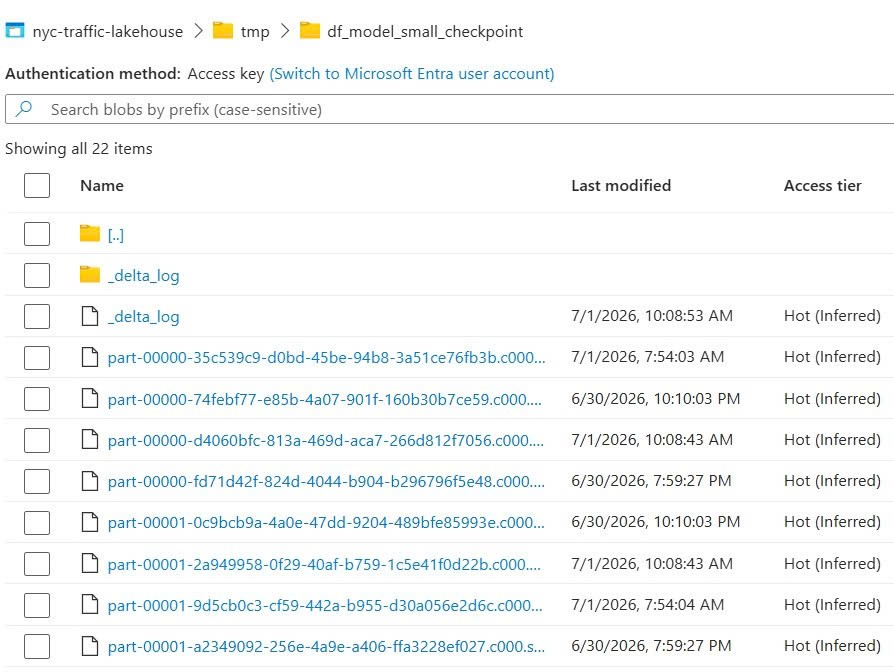 nyc-traffic-lakehouse > tmp > df_model_small_checkpoint
Authentication method: Access key (Switch to Microsoft Entra user account)
Search blobs by prefix (case-sensitive)
Showing all 22 items
Name Last modified Access tier
[..]
_delta_log
_delta_log 7/1/2026, 10:08:53 AM Hot (Inferred)
part-00000-35c539c9-d0bd-45be-94b8-3a51ce76fb3b.c000... 7/1/2026, 7:54:03 AM Hot (Inferred)
part-00000-74febf77-e85b-4a07-901f-160b30b7ce59.c000.... 6/30/2026, 10:10:03 PM Hot (Inferred)
part-00000-d4060bfc-813a-469d-aca7-266d812f7056.c000.... 7/1/2026, 10:08:43 AM Hot (Inferred)
part-00000-fd71d42f-824d-4044-b904-b296796f5e48.c000.... 6/30/2026, 7:59:27 PM Hot (Inferred)
part-00001-0c9bcb9a-4a0e-47dd-9204-489bfe85993e.c000... 6/30/2026, 10:10:03 PM Hot (Inferred)
part-00001-2a949958-0f29-40af-b759-1c5e41f0d22b.c000.... 7/1/2026, 10:08:43 AM Hot (Inferred)
part-00001-9d5cb0c3-cf59-442a-b955-d30a056e2d6c.c000... 7/1/2026, 7:54:04 AM Hot (Inferred)
part-00001-a2349092-256e-4a9e-a406-ffa3228ef027.c000.s... 6/30/2026, 7:59:27 PM Hot (Inferred)